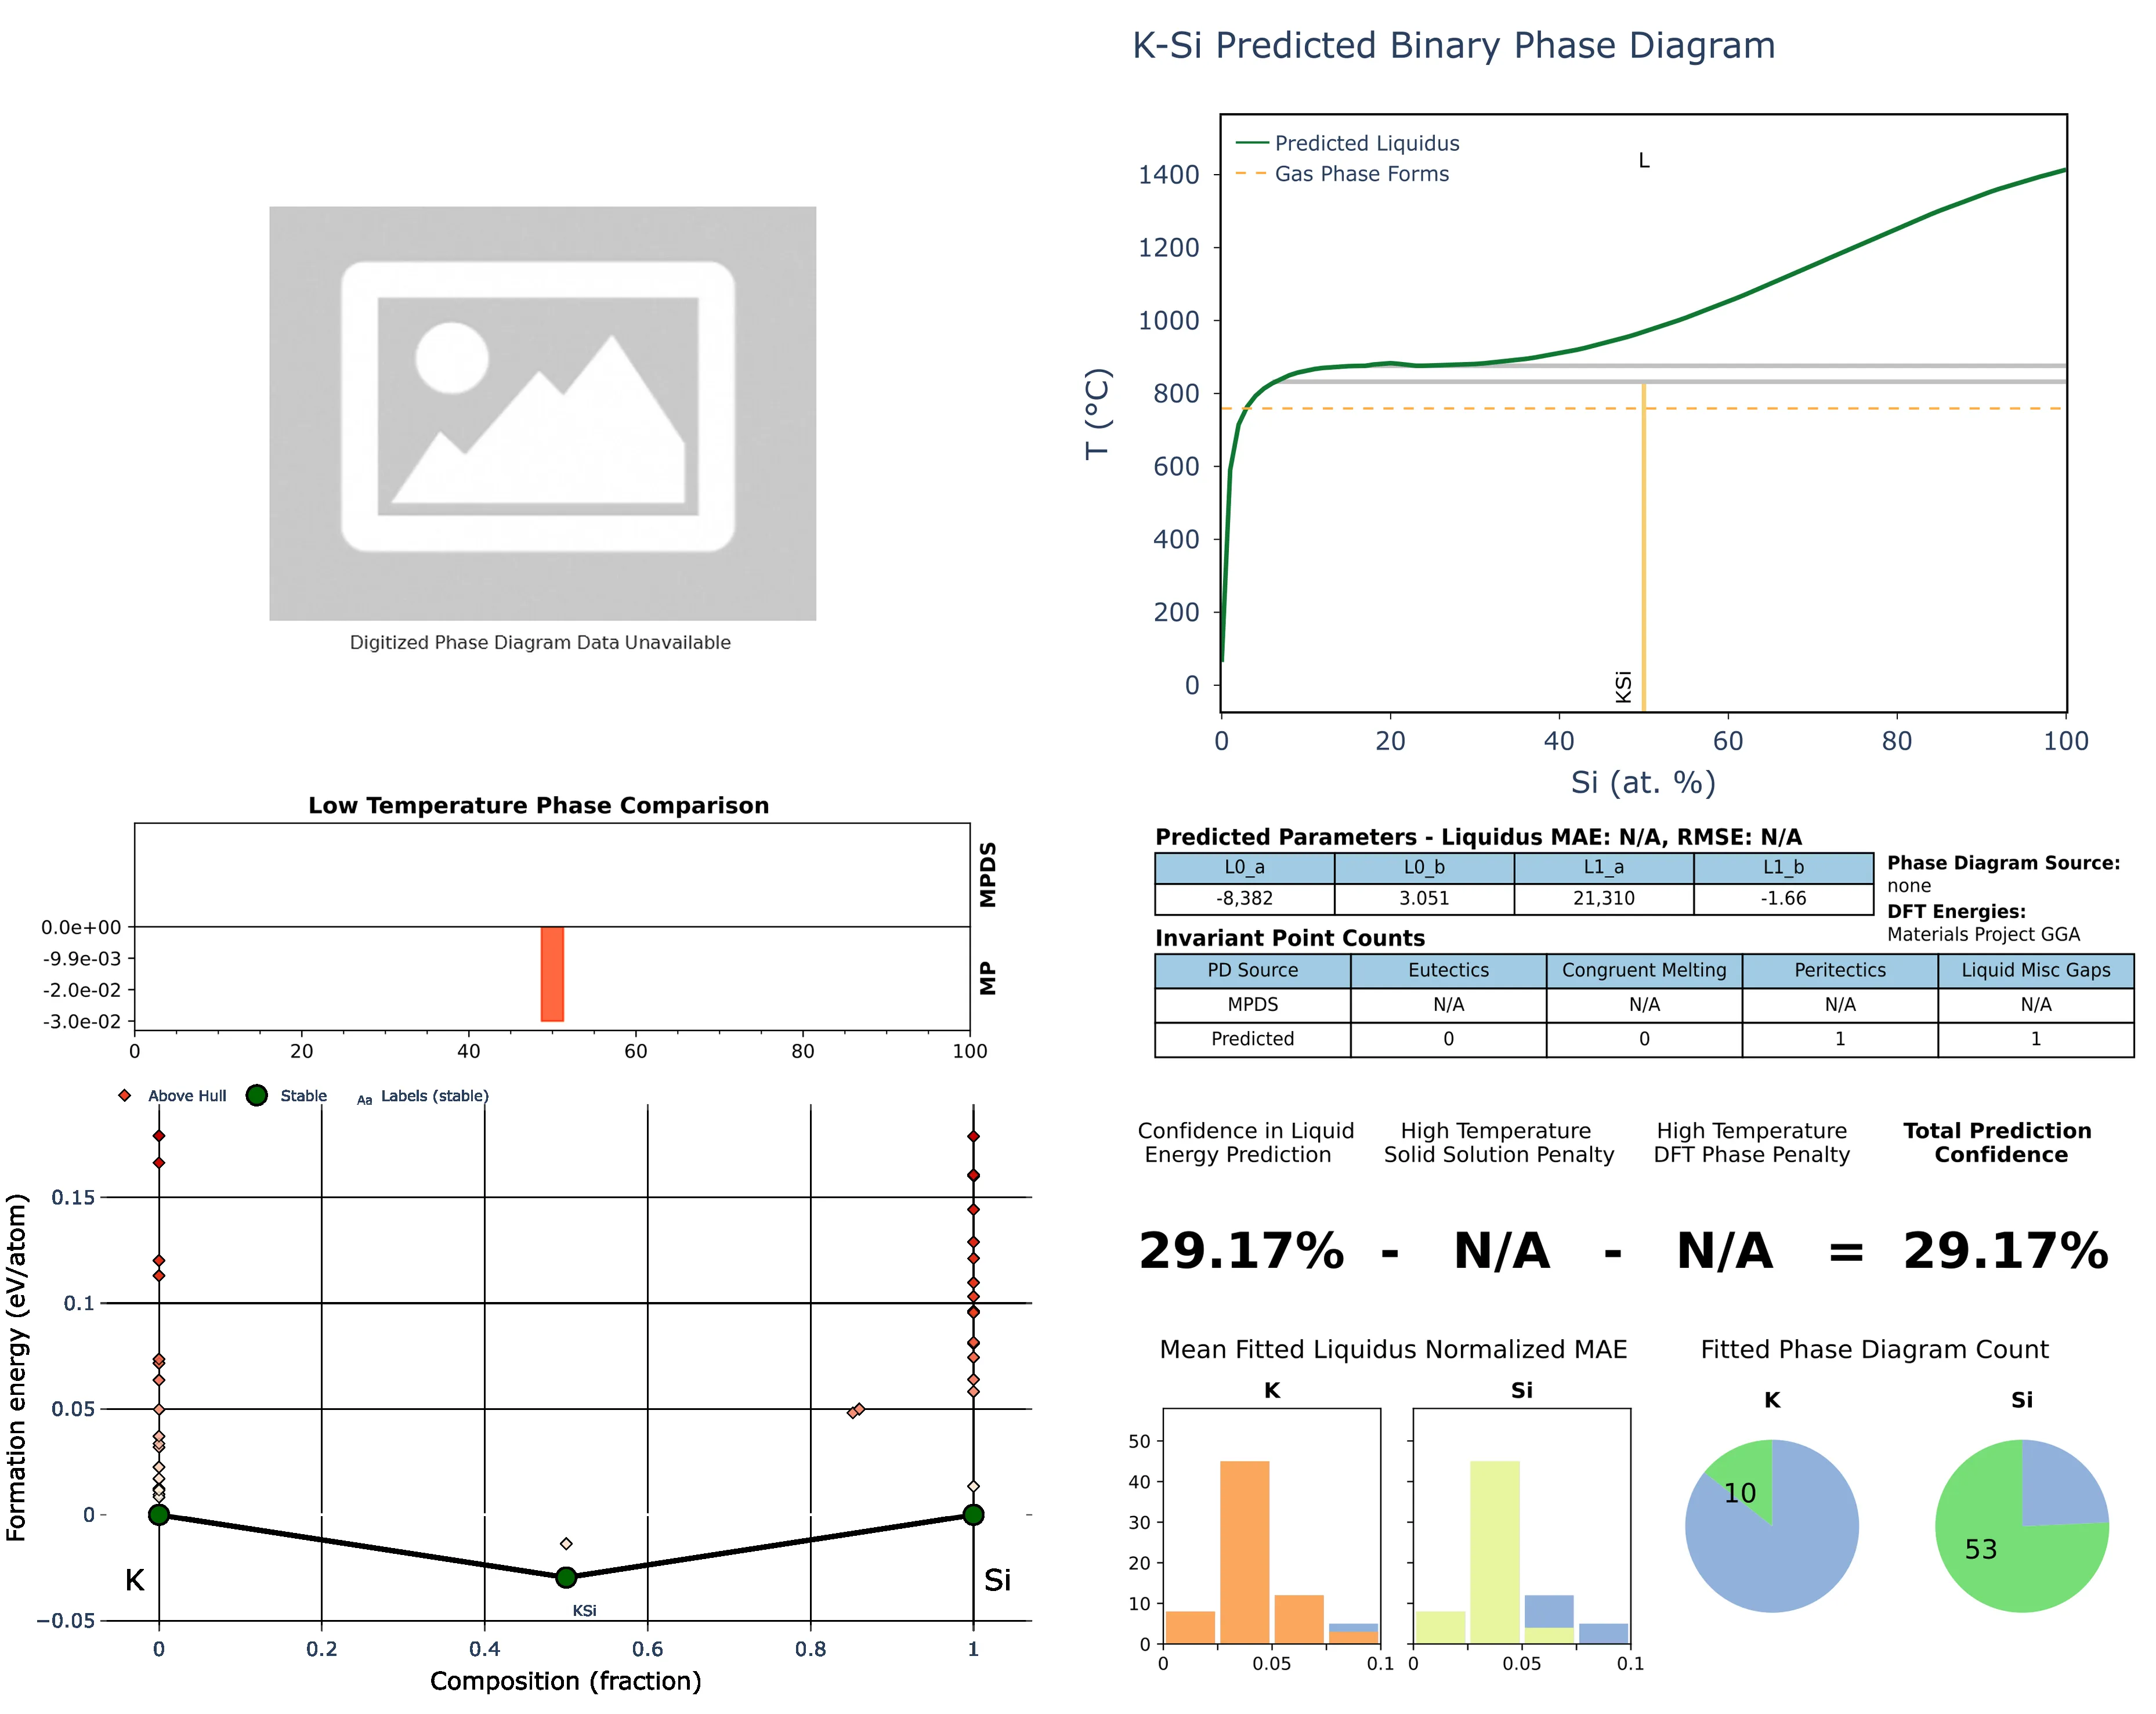 K-Si Predicted Binary Phase Diagram
Predicted Liquidus
Gas Phase Forms
L
1400
1200
1000
800
600
400
200
0
T (°C)
KSi
0 20 40 60 80 100
Si (at. %)
Digitized Phase Diagram Data Unavailable
Low Temperature Phase Comparison
MPDS
MP
0.0e+00
-9.9e-03
-2.0e-02
-3.0e-02
0 20 40 60 80 100
Predicted Parameters - Liquidus MAE: N/A, RMSE: N/A
L0_a L0_b L1_a L1_b
-8,382 3.051 21,310 -1.66
Phase Diagram Source:
none
DFT Energies:
Materials Project GGA
Invariant Point Counts
PD Source Eutectics Congruent Melting Peritectics Liquid Misc Gaps
MPDS N/A N/A N/A N/A
Predicted 0 0 1 1
Above Hull Stable Aa Labels (stable)
0.15
0.1
0.05
0
−0.05
Formation energy (eV/atom)
K
Si
KSi
0 0.2 0.4 0.6 0.8 1
Composition (fraction)
Confidence in Liquid
Energy Prediction
High Temperature
Solid Solution Penalty
High Temperature
DFT Phase Penalty
Total Prediction
Confidence
29.17% - N/A - N/A = 29.17%
Mean Fitted Liquidus Normalized MAE
K
Si
50
40
30
20
10
0
0 0.05 0.1
0 0.05 0.1
Fitted Phase Diagram Count
K
10
Si
53